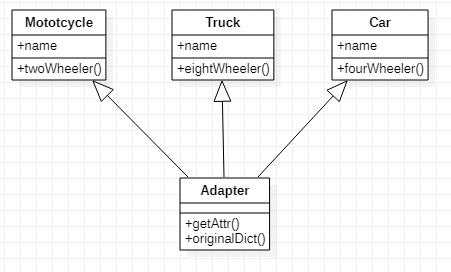 Mototcycle
+name
+twoWheeler()
Truck
+name
+eightWheeler()
Car
+name
+fourWheeler()
Adapter
+getAttr()
+originalDict()